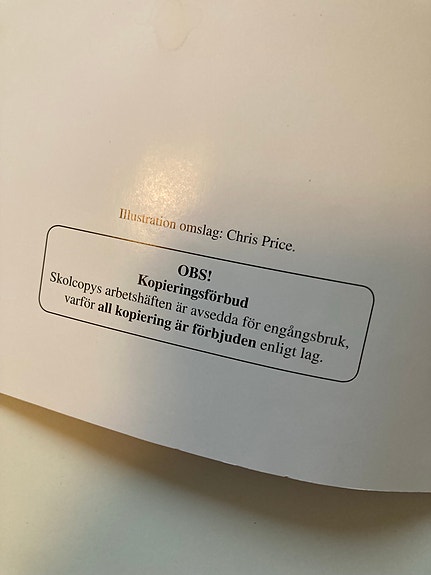 Illustration omslag: Chris Price.
OBS!
Kopieringsförbud
Skolcopys arbetshäften är avsedda för engångsbruk,
varför all kopiering är förbjuden enligt lag.